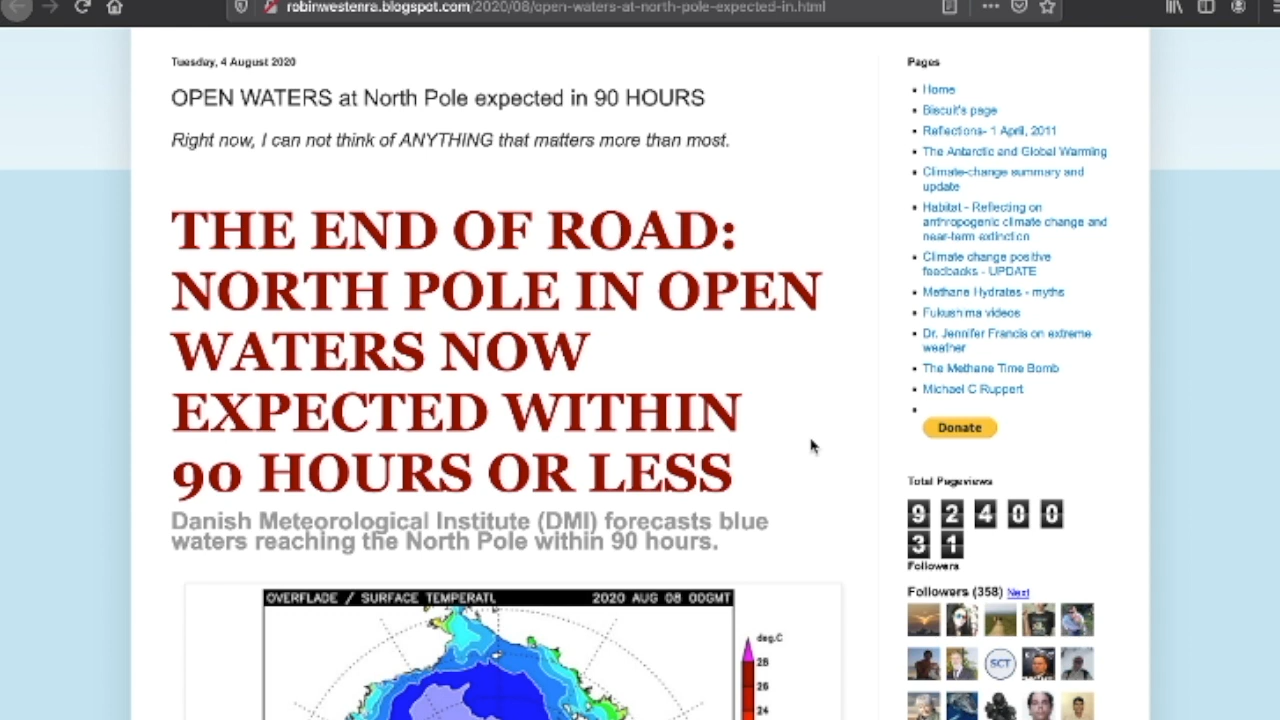 robinwestenra.blogspot.com/2020/08/open-waters-at-north-pole-expected-in.html
Tuesday, 4 August 2020
OPEN WATERS at North Pole expected in 90 HOURS
Right now, I can not think of ANYTHING that matters more than most.
THE END OF ROAD:
NORTH POLE IN OPEN
WATERS NOW
EXPECTED WITHIN
90 HOURS OR LESS
Danish Meteorological Institute (DMI) forecasts blue
waters reaching the North Pole within 90 hours.
OVERFLADE / SURFACE TEMPERATU
2020 AUG 08 00GMT
deg.C
28
26
24
Pages
Home
Biscuit's page
Reflections- 1 April, 2011
The Antarctic and Global Warming
Climate-change summary and
update
Habitat - Reflecting on
anthropogenic climate change and
near-term extinction
Climate change positive
feedbacks - UPDATE
Methane Hydrates - myths
Fukushima videos
Dr. Jennifer Francis on extreme
weather
The Methane Time Bomb
Michael C Ruppert
Donate
Total Pageviews
9 2 4 0 0
3 1
Followers
Followers (358) Next
SCT